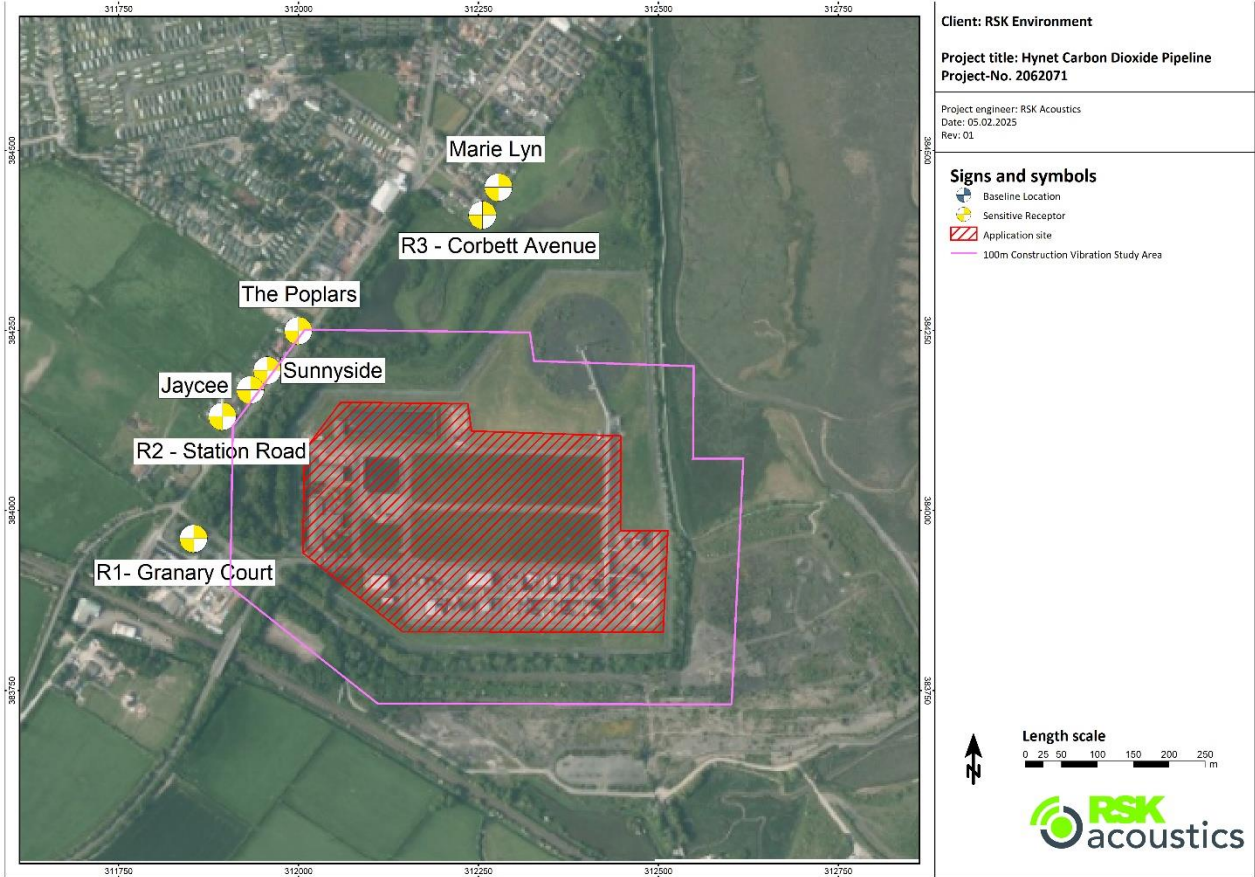 311750 312000 312250 312500 312750
384500
384250
384000
383750
Marie Lyn
R3 - Corbett Avenue
The Poplars
Sunnyside
Jaycee
R2 - Station Road
R1- Granary Court
384500
384250
384000
383750
311750 312000 312250 312500 312750
Client: RSK Environment
Project title: Hynet Carbon Dioxide Pipeline
Project-No. 2062071
Project engineer: RSK Acoustics
Date: 05.02.2025
Rev: 01
Signs and symbols
Baseline Location
Sensitive Receptor
Application site
100m Construction Vibration Study Area
N
Length scale
0 25 50 100 150 200 250
m
RSK
acoustics